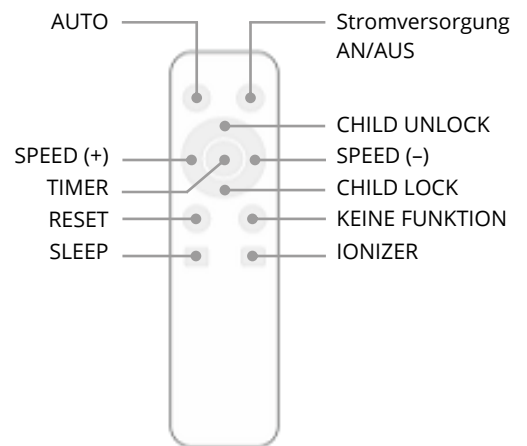 AUTO
Stromversorgung
AN/AUS
CHILD UNLOCK
SPEED (+)
SPEED (–)
TIMER
CHILD LOCK
RESET
KEINE FUNKTION
SLEEP
IONIZER